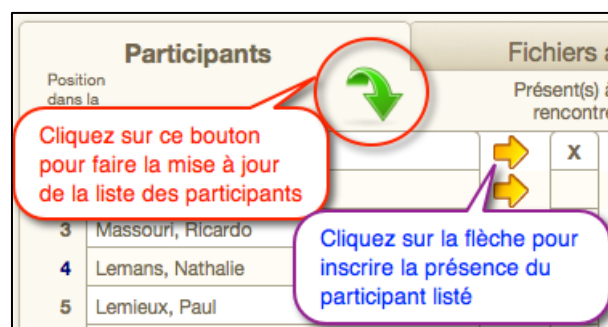 Participants
Fichiers
Position
dans la
Présent(s) à
rencontre
Cliquez sur ce bouton
pour faire la mise à jour
de la liste des participants
X
3 Massouri, Ricardo
4 Lemans, Nathalie
5 Lemieux, Paul
Cliquez sur la flèche pour
inscrire la présence du
participant listé